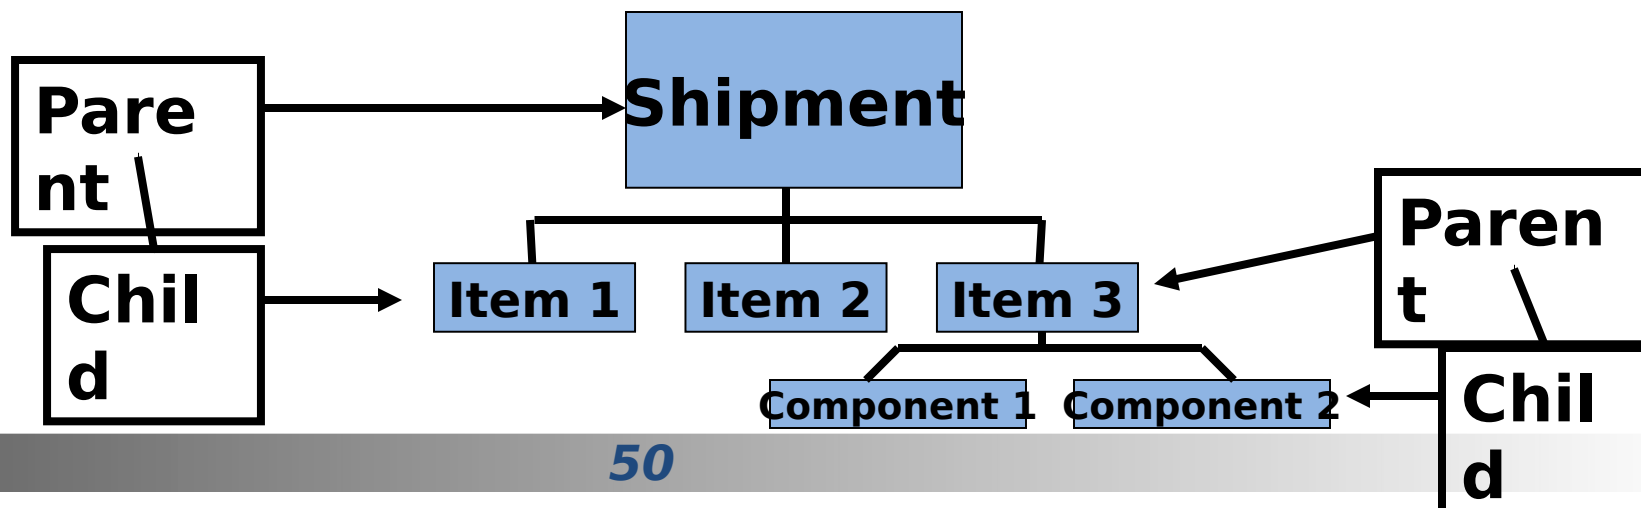 Shipment
Pare
nt
Paren
t
Chil
d
Item 1
Item 2
Item 3
Chil
d
Component 1
Component 2
50